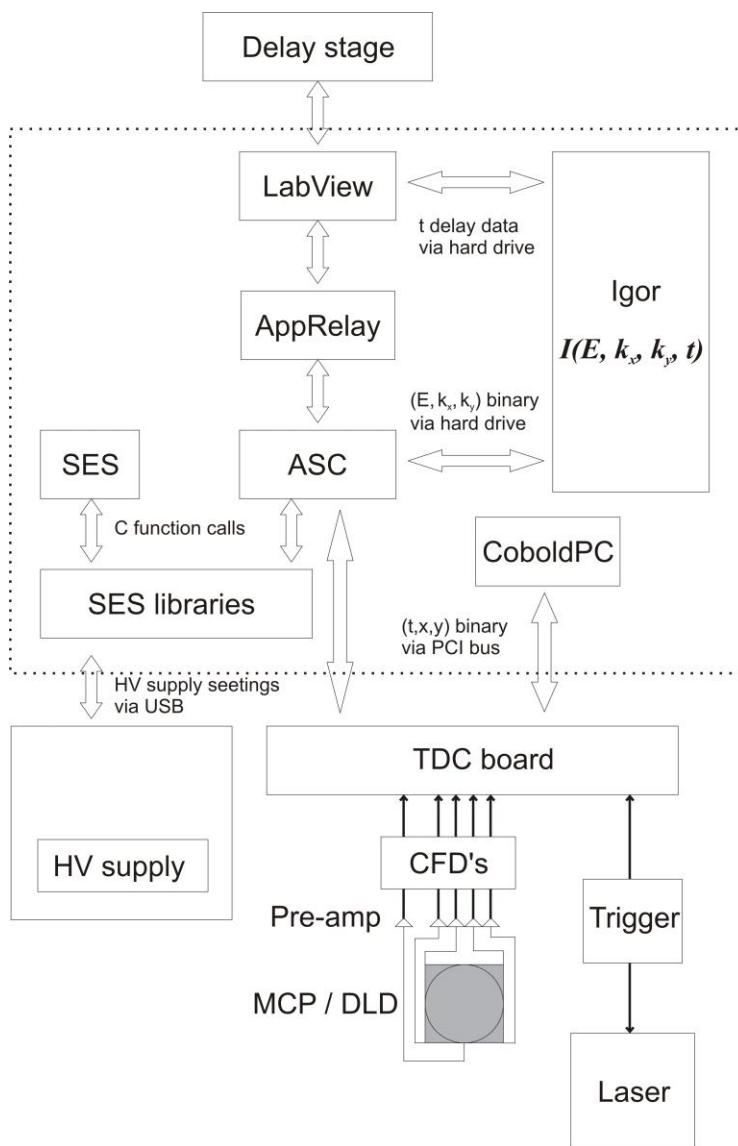 Delay stage
LabView
t delay data
via hard drive
Igor
I(E, kx, ky, t)
AppRelay
(E, kx, ky) binary
via hard drive
SES
ASC
C function calls
CoboldPC
SES libraries
(t,x,y) binary
via PCI bus
HV supply seetings
via USB
TDC board
HV supply
CFD's
Pre-amp
Trigger
MCP / DLD
Laser